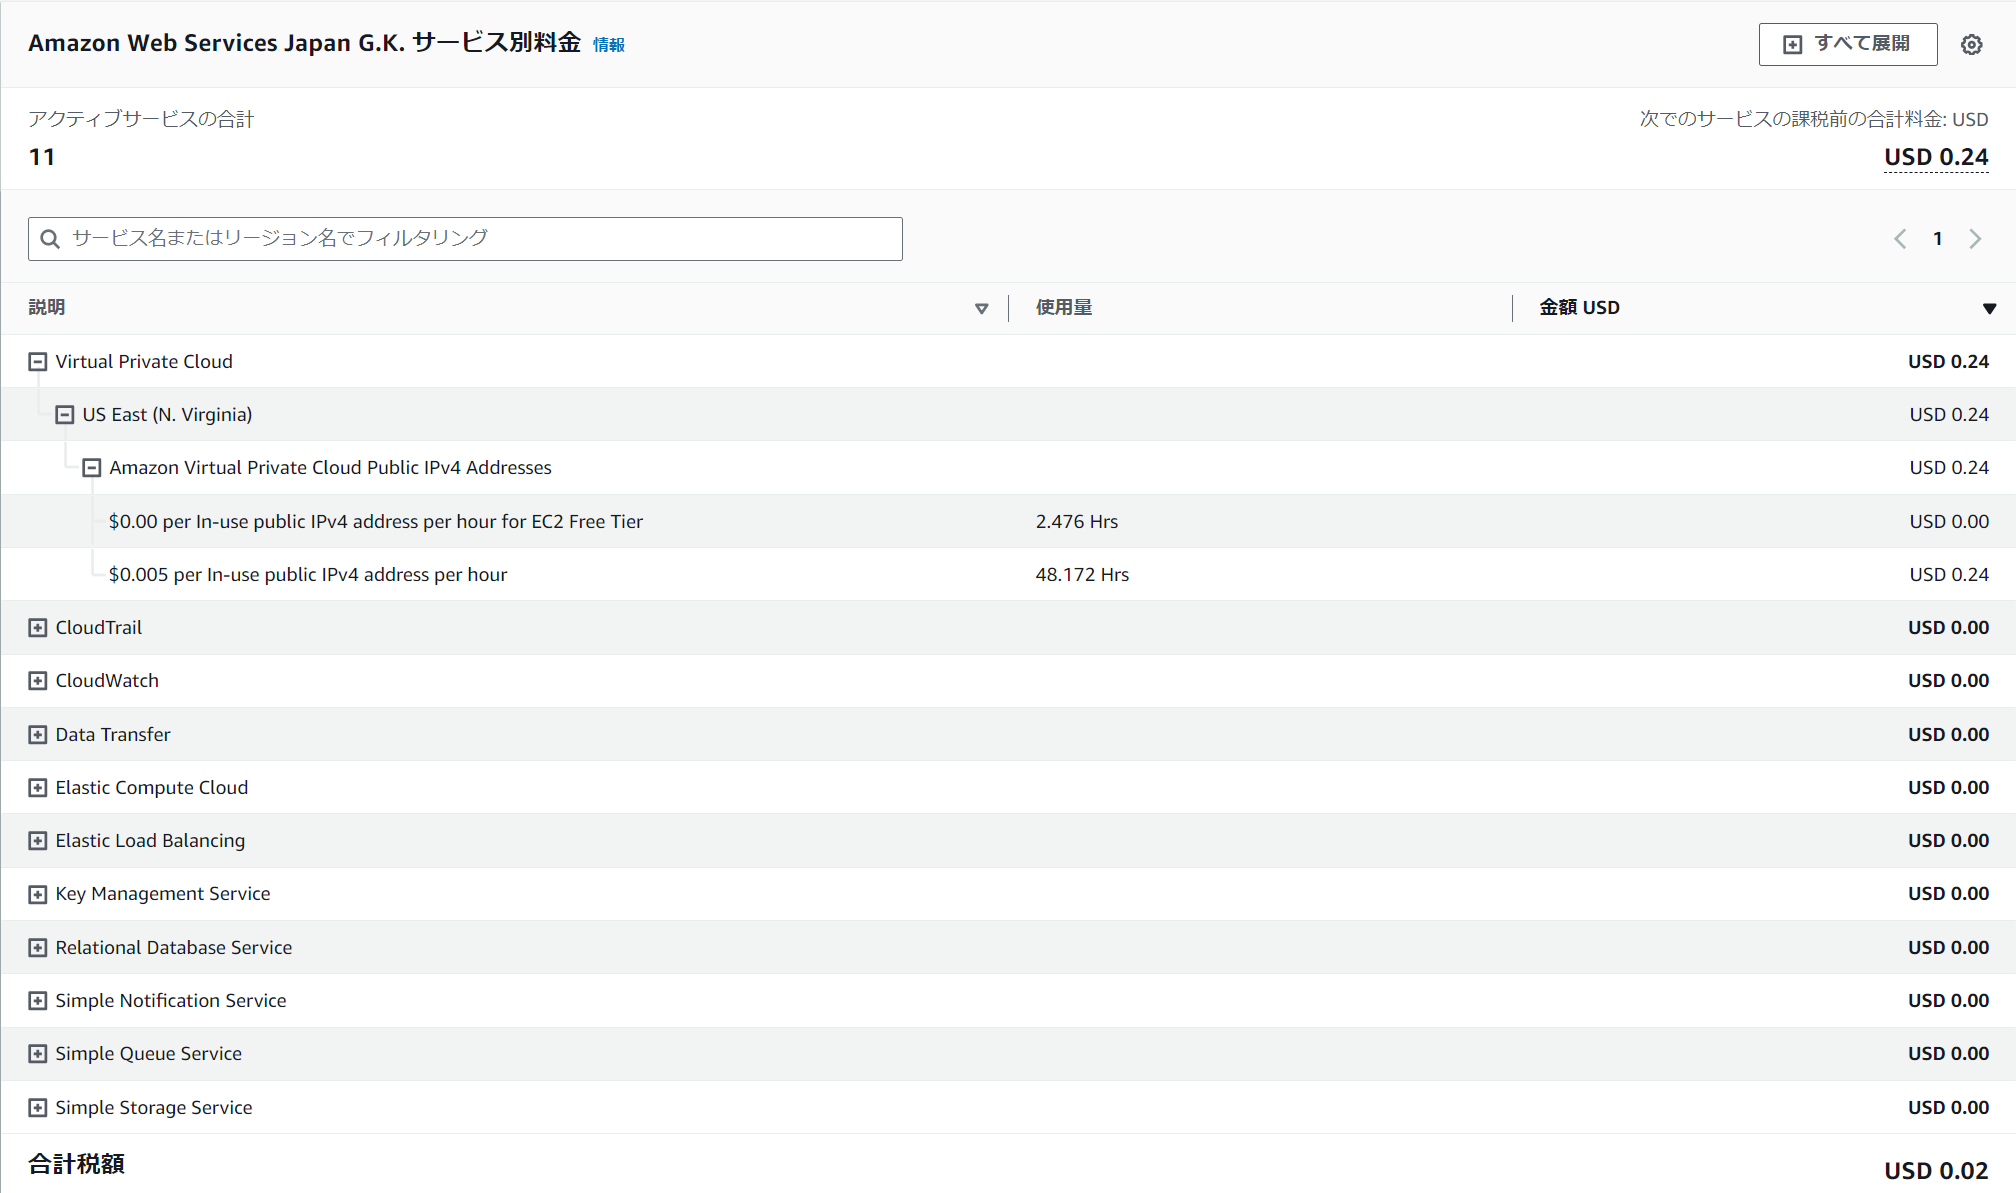 Amazon Web Services Japan G.K. サービス別料金 情報 すべて展開
アクティブサービスの合計 次でのサービスの課税前の合計料金: USD
11 USD 0.24
サービス名またはリージョン名でフィルタリング 1
説明 使用量 金額 USD
Virtual Private Cloud USD 0.24
US East (N. Virginia) USD 0.24
Amazon Virtual Private Cloud Public IPv4 Addresses USD 0.24
$0.00 per In-use public IPv4 address per hour for EC2 Free Tier 2.476 Hrs USD 0.00
$0.005 per In-use public IPv4 address per hour 48.172 Hrs USD 0.24
CloudTrail USD 0.00
CloudWatch USD 0.00
Data Transfer USD 0.00
Elastic Compute Cloud USD 0.00
Elastic Load Balancing USD 0.00
Key Management Service USD 0.00
Relational Database Service USD 0.00
Simple Notification Service USD 0.00
Simple Queue Service USD 0.00
Simple Storage Service USD 0.00
合計税額 USD 0.02